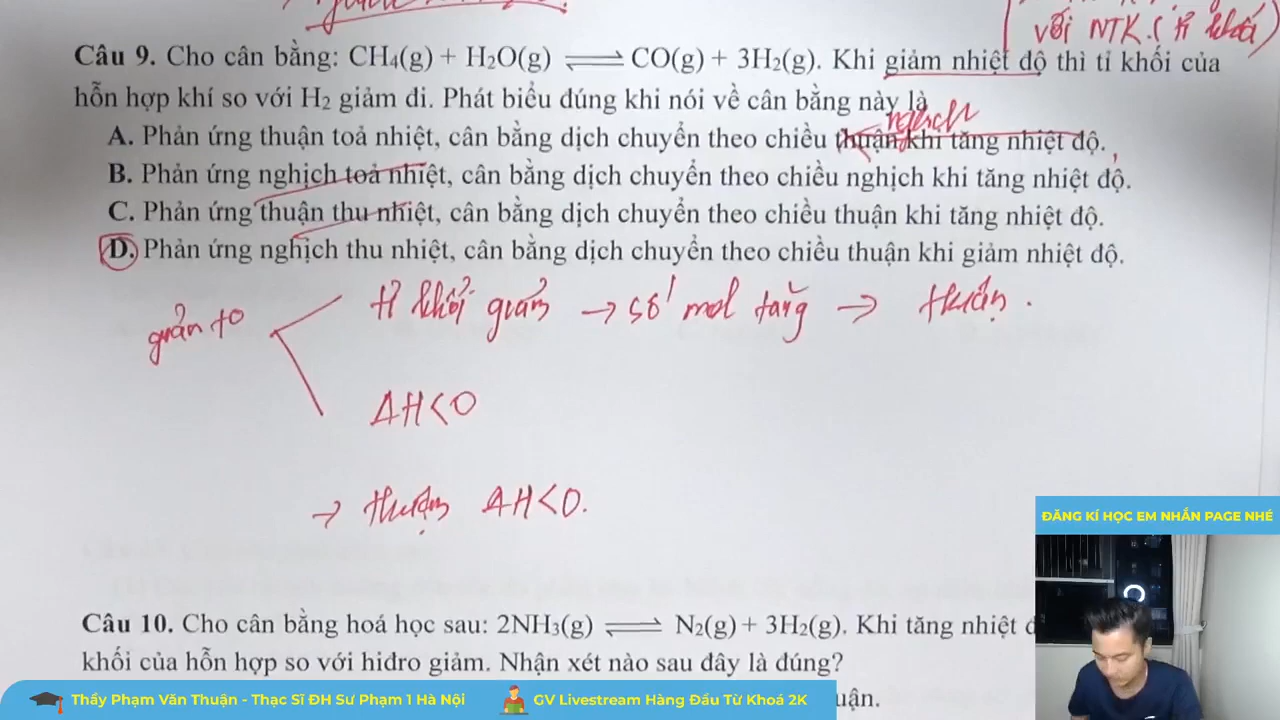 với NTK. (tỉ khối)
Câu 9. Cho cân bằng: CH₄(g) + H₂O(g) ⇌ CO(g) + 3H₂(g). Khi giảm nhiệt độ thì tỉ khối của
hỗn hợp khí so với H₂ giảm đi. Phát biểu đúng khi nói về cân bằng này là
nghịch
A. Phản ứng thuận toả nhiệt, cân bằng dịch chuyển theo chiều thuận khi tăng nhiệt độ.
B. Phản ứng nghịch toả nhiệt, cân bằng dịch chuyển theo chiều nghịch khi tăng nhiệt độ.
C. Phản ứng thuận thu nhiệt, cân bằng dịch chuyển theo chiều thuận khi tăng nhiệt độ.
D. Phản ứng nghịch thu nhiệt, cân bằng dịch chuyển theo chiều thuận khi giảm nhiệt độ.
giảm t° tỉ khối giảm → số mol tăng → thuận.
ΔH<0
→ thuận ΔH<0.
ĐĂNG KÍ HỌC EM NHẮN PAGE NHÉ
Câu 10. Cho cân bằng hoá học sau: 2NH₃(g) ⇌ N₂(g) + 3H₂(g). Khi tăng nhiệt
khối của hỗn hợp so với hiđro giảm. Nhận xét nào sau đây là đúng?
uận.
Thầy Phạm Văn Thuận - Thạc Sĩ ĐH Sư Phạm 1 Hà Nội
GV Livestream Hàng Đầu Từ Khoá 2K